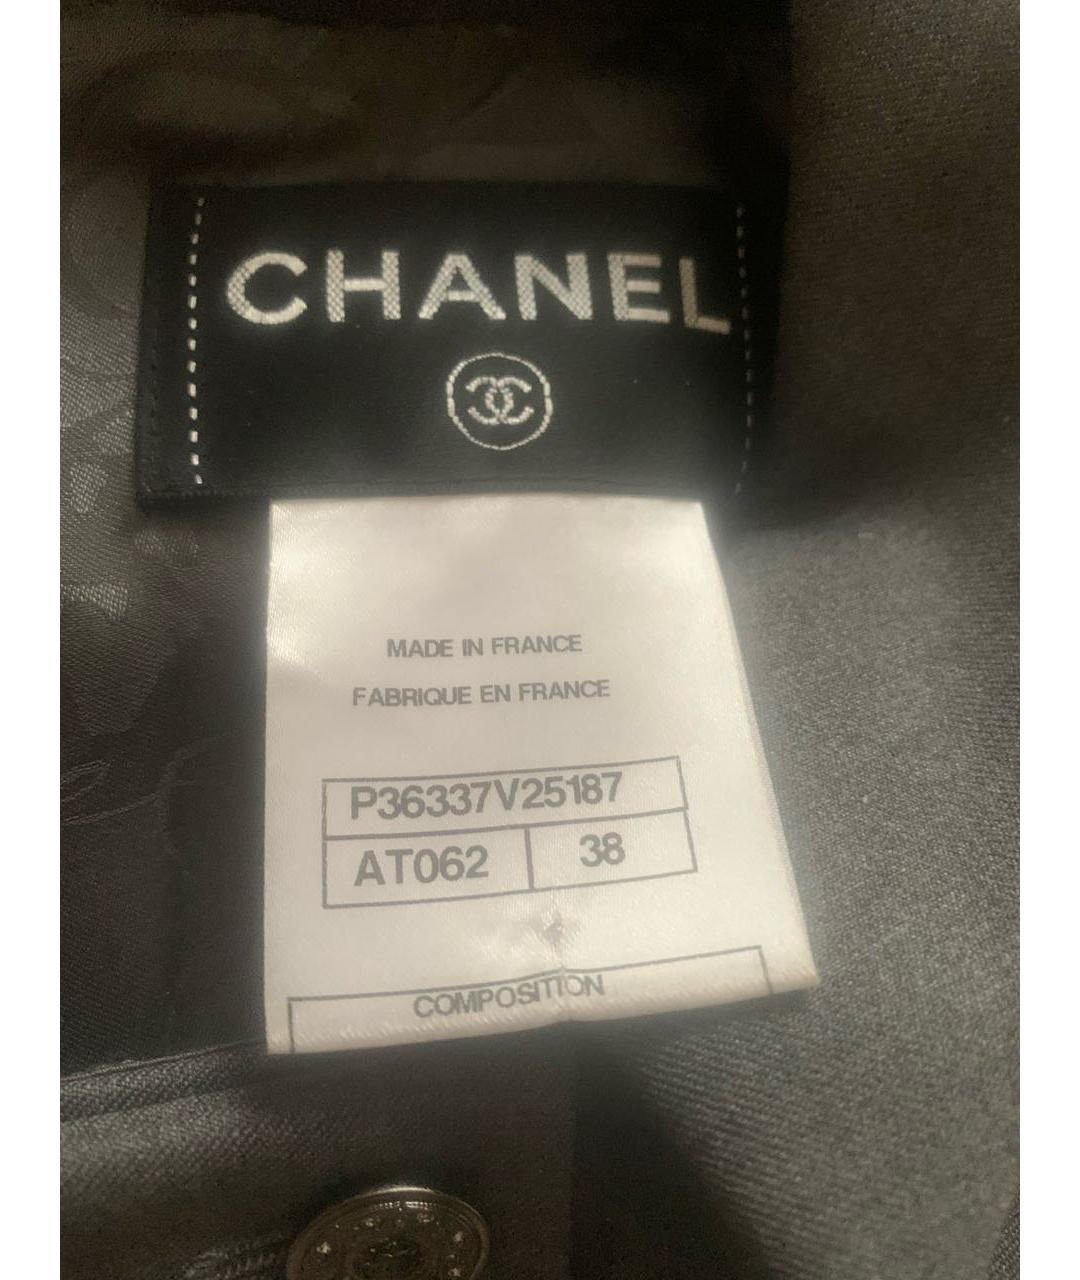 CHANEL
MADE IN FRANCE
FABRIQUE EN FRANCE
P36337V25187
AT062 38
COMPOSITION